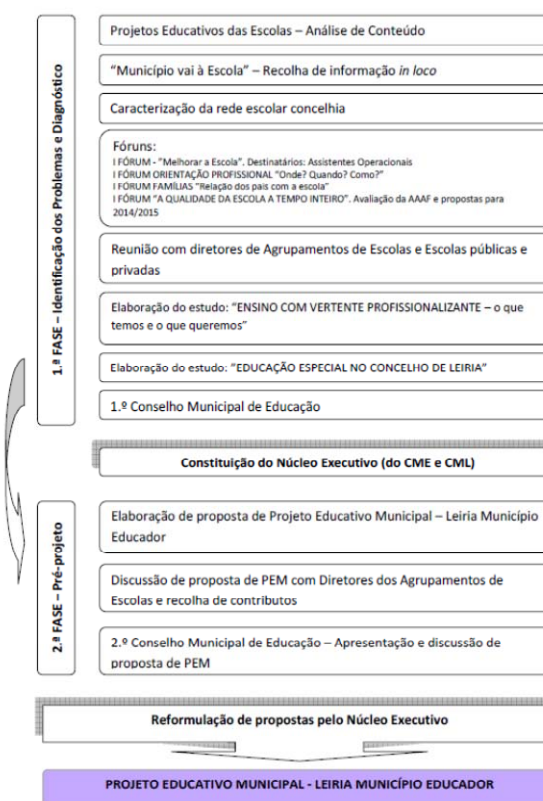 1.ª FASE – Identificação dos Problemas e Diagnóstico
Projetos Educativos das Escolas – Análise de Conteúdo
“Município vai à Escola” – Recolha de informação in loco
Caracterização da rede escolar concelhia
Fóruns:
I FÓRUM - “Melhorar a Escola”. Destinatários: Assistentes Operacionais
I FÓRUM ORIENTAÇÃO PROFISSIONAL “Onde? Quando? Como?”
I FÓRUM FAMÍLIAS “Relação dos pais com a escola”
I FÓRUM “A QUALIDADE DA ESCOLA A TEMPO INTEIRO”. Avaliação da AAAF e propostas para
2014/2015
Reunião com diretores de Agrupamentos de Escolas e Escolas públicas e
privadas
Elaboração do estudo: “ENSINO COM VERTENTE PROFISSIONALIZANTE – o que
temos e o que queremos”
Elaboração do estudo: “EDUCAÇÃO ESPECIAL NO CONCELHO DE LEIRIA”
1.º Conselho Municipal de Educação
Constituição do Núcleo Executivo (do CME e CML)
2.ª FASE – Pré-projeto
Elaboração de proposta de Projeto Educativo Municipal – Leiria Município
Educador
Discussão de proposta de PEM com Diretores dos Agrupamentos de
Escolas e recolha de contributos
2.º Conselho Municipal de Educação – Apresentação e discussão de
proposta de PEM
Reformulação de propostas pelo Núcleo Executivo
PROJETO EDUCATIVO MUNICIPAL - LEIRIA MUNICÍPIO EDUCADOR